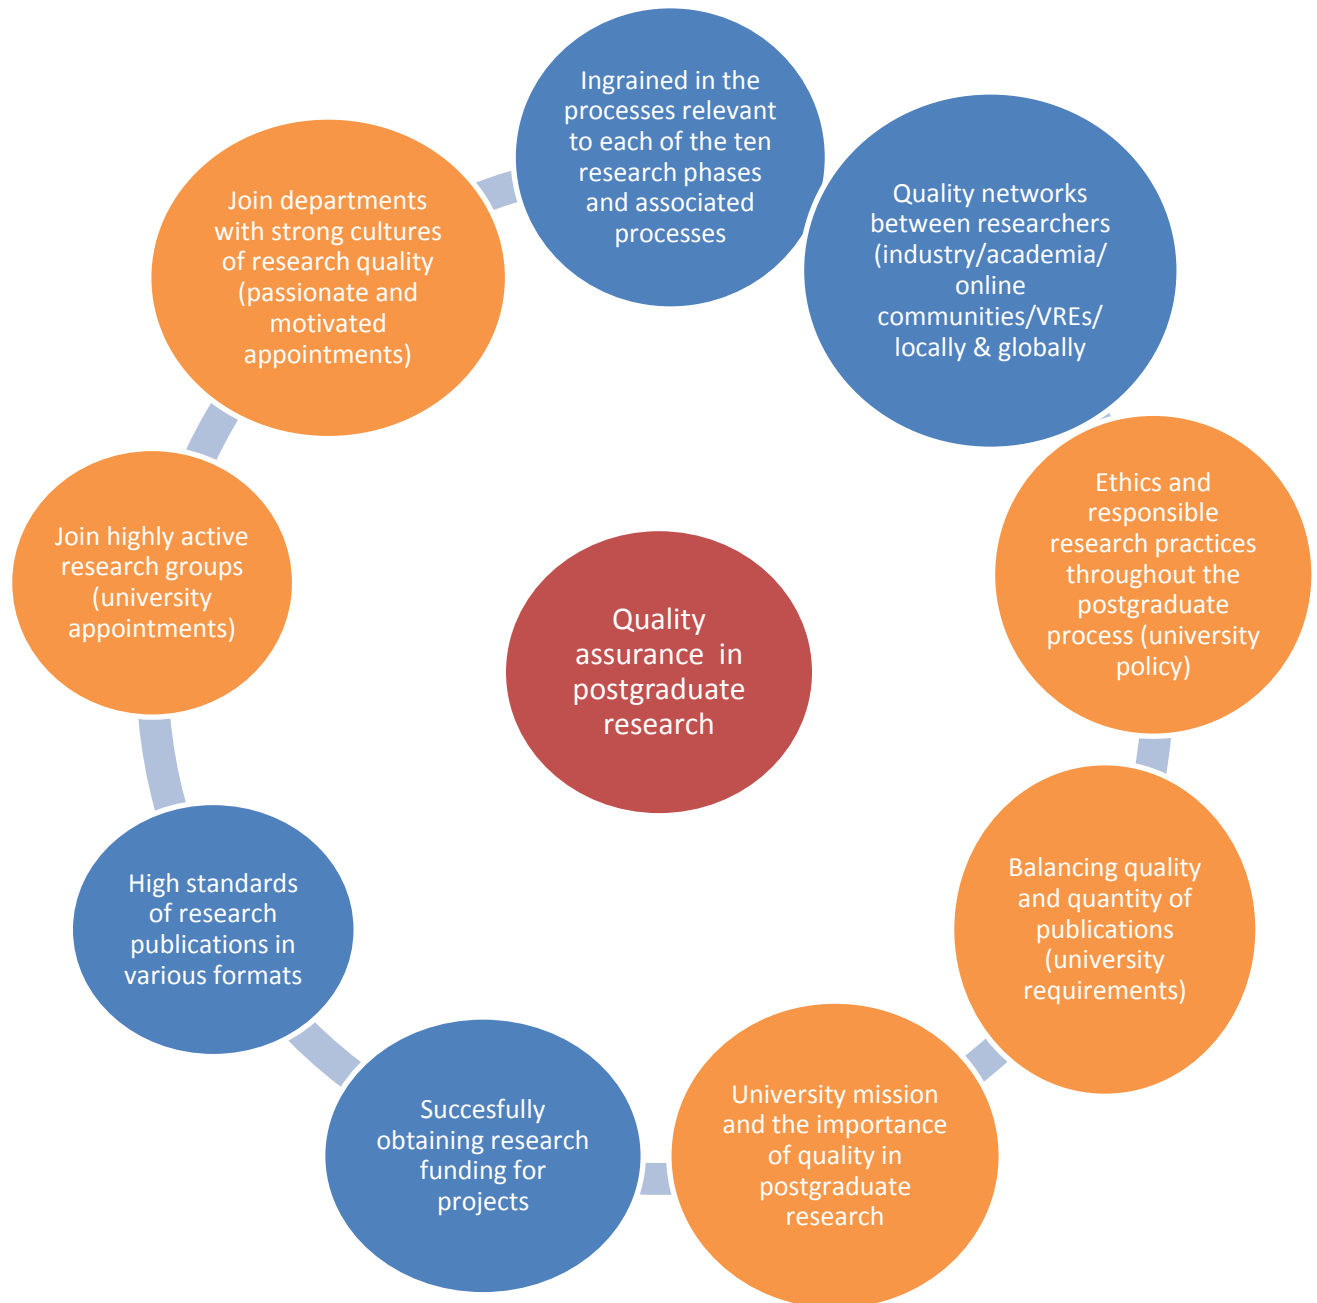 Ingrained in the
processes relevant
to each of the ten
research phases
and associated
processes
Quality networks
between researchers
(industry/academia/
online
communities/VREs/
locally & globally
Ethics and
responsible
research practices
throughout the
postgraduate
process (university
policy)
Balancing quality
and quantity of
publications
(university
requirements)
University mission
and the importance
of quality in
postgraduate
research
Succesfully
obtaining research
funding for
projects
High standards
of research
publications in
various formats
Join highly active
research groups
(university
appointments)
Join departments
with strong cultures
of research quality
(passionate and
motivated
appointments)
Quality
assurance in
postgraduate
research